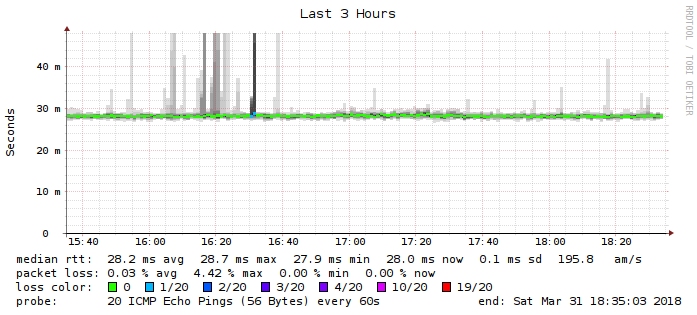 Last 3 Hours
RRDTOOL / TOBI OETIKER
Seconds
40 m
30 m
20 m
10 m
0
15:40 16:00 16:20 16:40 17:00 17:20 17:40 18:00 18:20
median rtt: 28.2 ms avg 28.7 ms max 27.9 ms min 28.0 ms now 0.1 ms sd 195.8 am/s
packet loss: 0.03 % avg 4.42 % max 0.00 % min 0.00 % now
loss color: 0 1/20 2/20 3/20 4/20 10/20 19/20
probe: 20 ICMP Echo Pings (56 Bytes) every 60s end: Sat Mar 31 18:35:03 2018